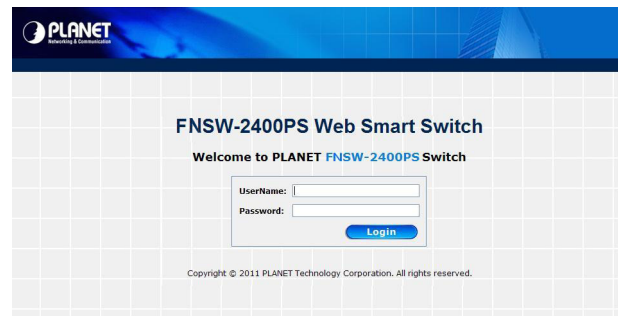 PLANET
Networking & Communication
FNSW-2400PS Web Smart Switch
Welcome to PLANET FNSW-2400PS Switch
UserName:
Password:
Login
Copyright © 2011 PLANET Technology Corporation. All rights reserved.